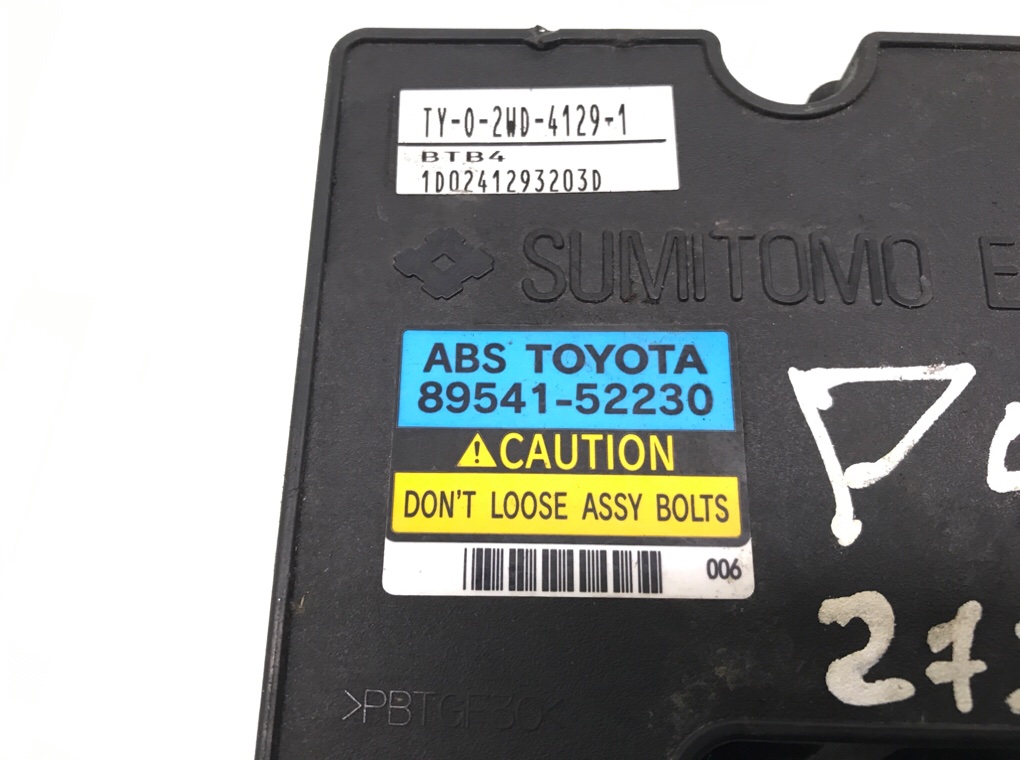 TY-0-2WD-4129-1
BTB4
1D0241293203D
SUMITOMO E
ABS TOYOTA
89541-52230
CAUTION
DON'T LOOSE ASSY BOLTS
006
>PBTGF30<